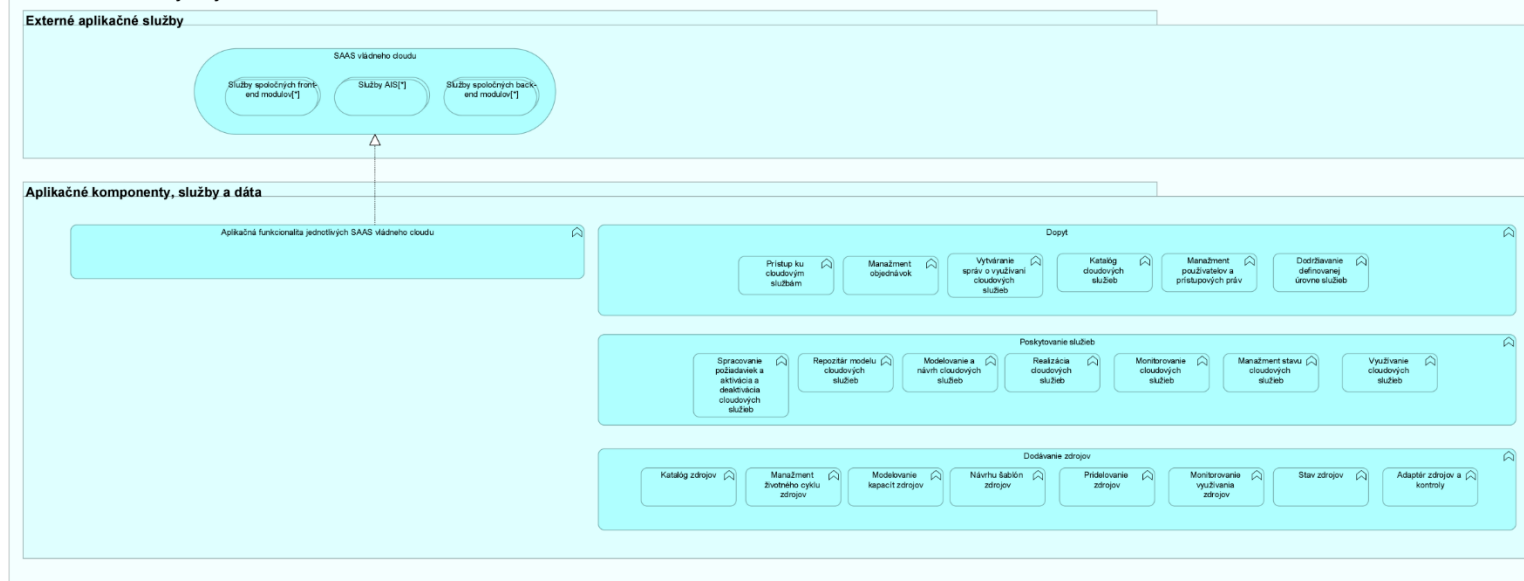 Externé aplikačné služby
SAAS vládneho cloudu
Služby spoločných front-
end modulov[*]
Služby AIS[*]
Služby spoločných back-
end modulov[*]
Aplikačné komponenty, služby a dáta
Aplikačná funkcionalita jednotlivých SAAS vládneho cloudu
Dopyt
Prístup ku
cloudovým
službám
Manažment
objednávok
Vytváranie
správ o využívaní
cloudových
služieb
Katalóg
cloudových
služieb
Manažment
používateľov a
prístupových práv
Dodržiavanie
definovanej
úrovne služieb
Poskytovanie služieb
Spracovanie
požiadaviek a
aktivácia a
deaktivácia
cloudových
služieb
Repozitár modelu
cloudových
služieb
Modelovanie a
návrh cloudových
služieb
Realizácia
cloudových
služieb
Monitorovanie
cloudových
služieb
Manažment stavu
cloudových
služieb
Využívanie
cloudových
služieb
Dodávanie zdrojov
Katalóg zdrojov
Manažment
životného cyklu
zdrojov
Modelovanie
kapacít zdrojov
Návrhu šablón
zdrojov
Prideľovanie
zdrojov
Monitorovanie
využívania
zdrojov
Stav zdrojov
Adaptér zdrojov a
kontroly